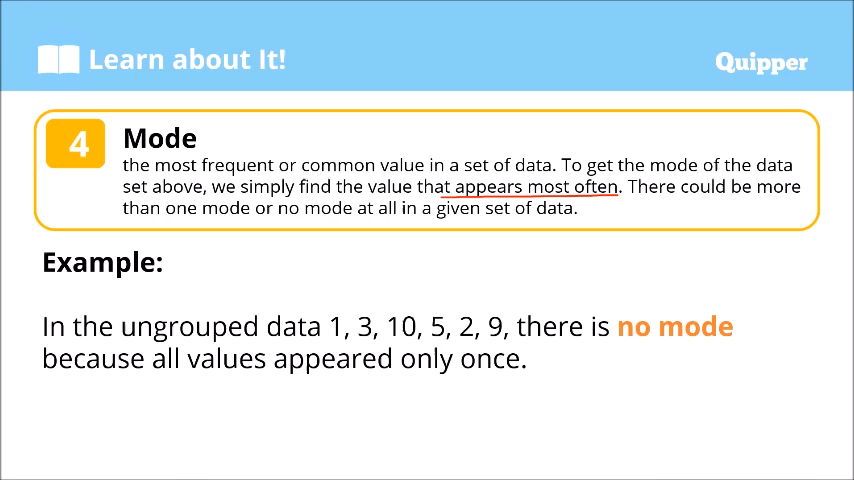 Learn about It!
Quipper
4
Mode
the most frequent or common value in a set of data. To get the mode of the data
set above, we simply find the value that appears most often. There could be more
than one mode or no mode at all in a given set of data.
Example:
In the ungrouped data 1, 3, 10, 5, 2, 9, there is no mode
because all values appeared only once.